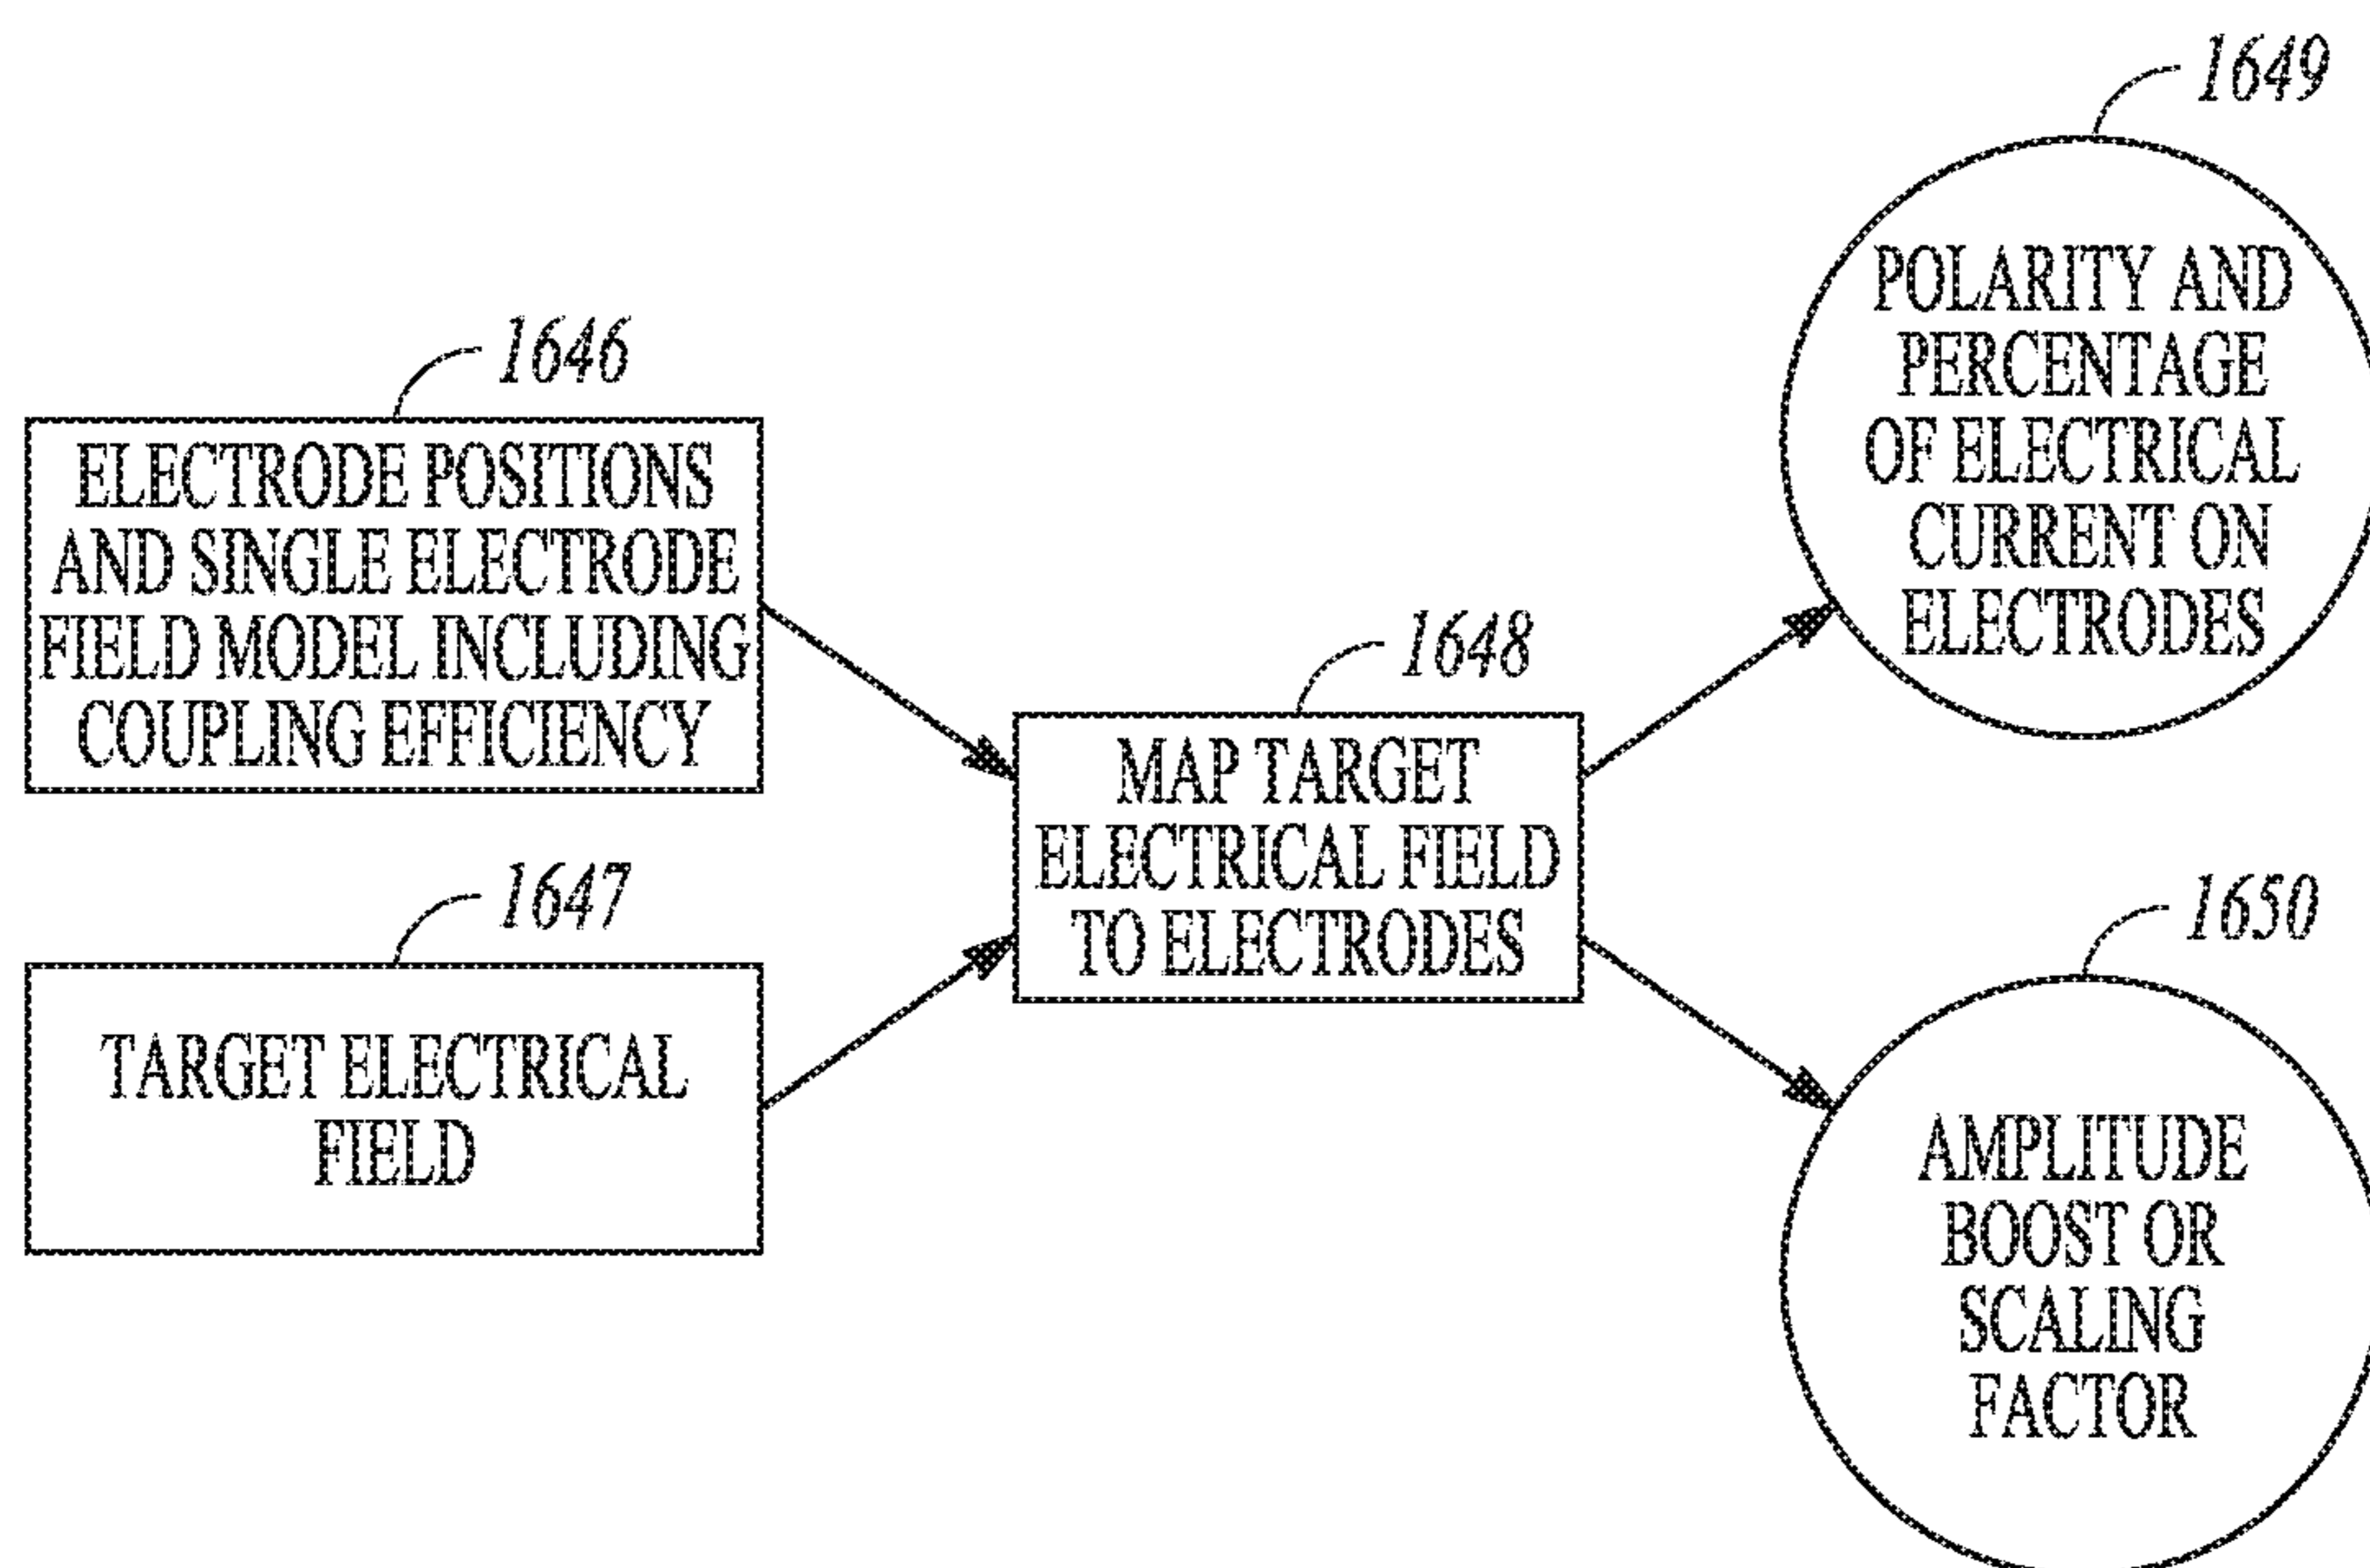 1646
ELECTRODE POSITIONS
AND SINGLE ELECTRODE
FIELD MODEL INCLUDING
COUPLING EFFICIENCY
1647
TARGET ELECTRICAL
FIELD
1648
MAP TARGET
ELECTRICAL FIELD
TO ELECTRODES
1649
POLARITY AND
PERCENTAGE
OF ELECTRICAL
CURRENT ON
ELECTRODES
1650
AMPLITUDE
BOOST OR
SCALING
FACTOR